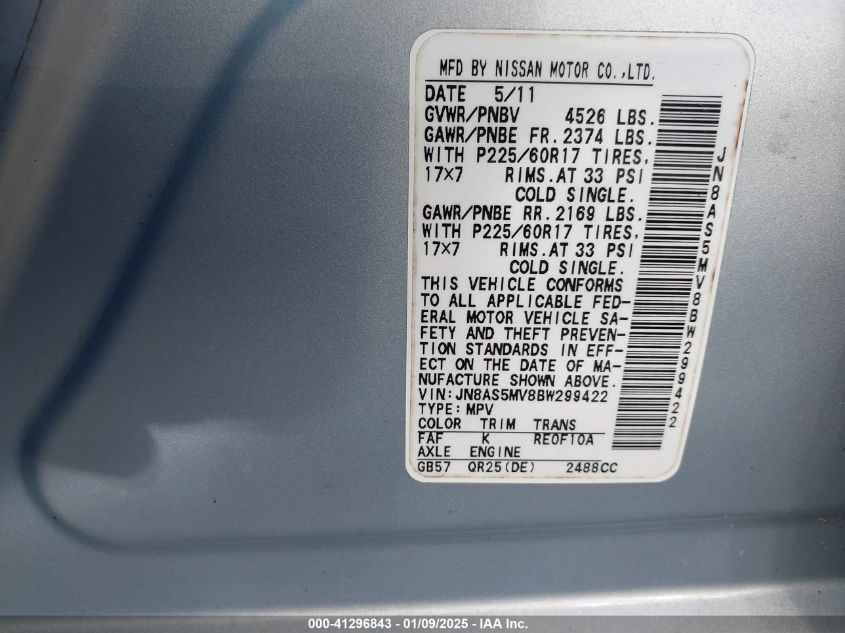 MFD BY NISSAN MOTOR CO.,LTD.
DATE 5/11
GVWR/PNBV 4526 LBS.
GAWR/PNBE FR. 2374 LBS.
WITH P225/60R17 TIRES,
17×7 RIMS. AT 33 PSI
COLD SINGLE.
GAWR/PNBE RR. 2169 LBS.
WITH P225/60R17 TIRES,
17×7 RIMS. AT 33 PSI
COLD SINGLE.
THIS VEHICLE CONFORMS
TO ALL APPLICABLE FED-
ERAL MOTOR VEHICLE SA-
FETY AND THEFT PREVEN-
TION STANDARDS IN EFF-
ECT ON THE DATE OF MA-
NUFACTURE SHOWN ABOVE.
VIN:JN8AS5MV8BW299422
TYPE:MPV
COLOR TRIM TRANS
FAF K RE0F10A
AXLE ENGINE
GB57 QR25(DE) 2488CC
JN8AS5MV8BW299422
000-41296843 - 01/09/2025 - IAA Inc.